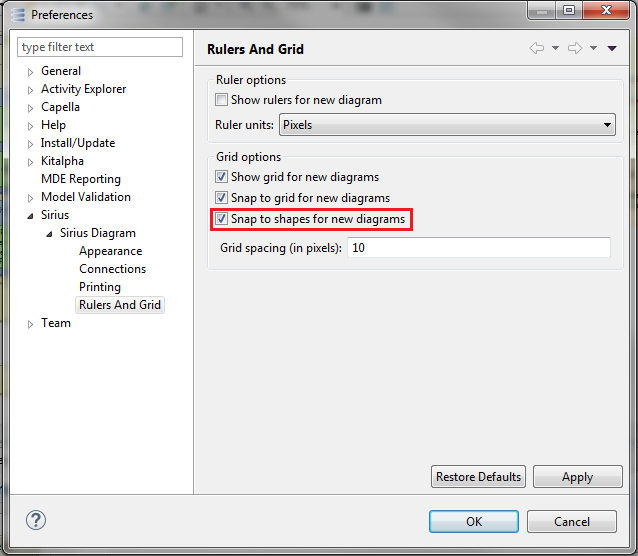 Preferences
type filter text
General
Activity Explorer
Capella
Help
Install/Update
Kitalpha
MDE Reporting
Model Validation
Sirius
Sirius Diagram
Appearance
Connections
Printing
Rulers And Grid
Team
Rulers And Grid
Ruler options
Show rulers for new diagram
Ruler units: Pixels
Grid options
Show grid for new diagrams
Snap to grid for new diagrams
Snap to shapes for new diagrams
Grid spacing (in pixels): 10
Restore Defaults Apply
? OK Cancel